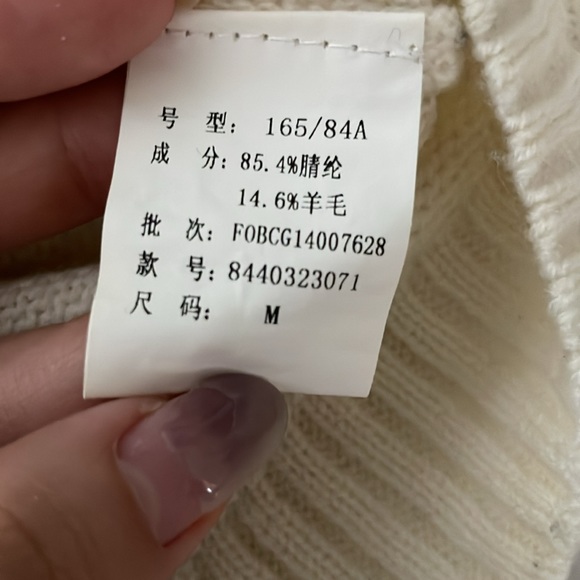 号 型: 165/84A
成 分: 85.4%腈纶
14.6%羊毛
批 次: F0BCG14007628
款 号: 8440323071
尺 码: M